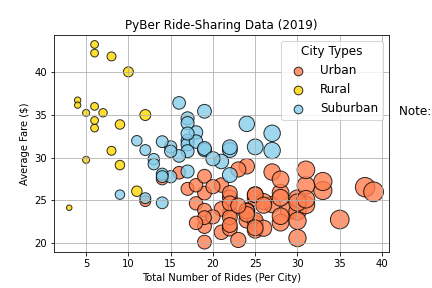 PyBer Ride-Sharing Data (2019)
City Types
Urban
Rural
Suburban
Note:
Average Fare ($)
40
35
30
25
20
5
10
15
20
25
30
35
40
Total Number of Rides (Per City)